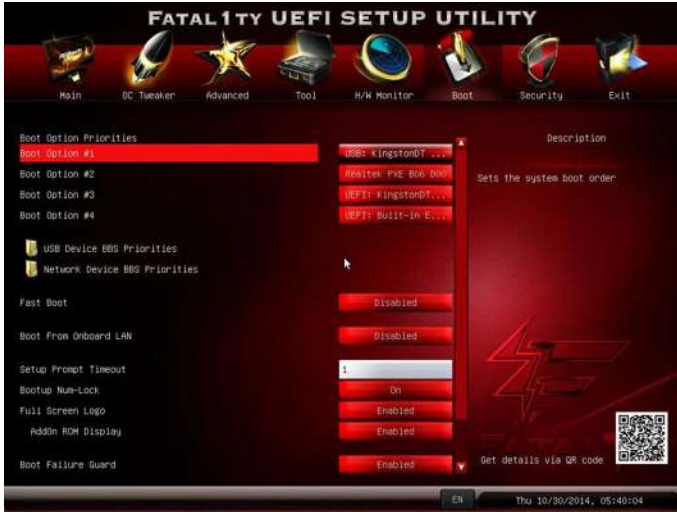 FATAL1TY UEFI SETUP UTILITY
Main OC Tweaker Advanced Tool H/W Monitor Boot Security Exit
Boot Option Priorities
Description
Boot Option #1 USB: KingstonDT ...
Boot Option #2 Realtek PXE B06 D00
Sets the system boot order
Boot Option #3 UEFI: KingstonDT...
Boot Option #4 UEFI: Built-in E...
USB Device BBS Priorities
Network Device BBS Priorities
Fast Boot Disabled
Boot From Onboard LAN Disabled
Setup Prompt Timeout 1
Bootup Num-Lock On
Full Screen Logo Enabled
AddOn ROM Display Enabled
Boot Failure Guard Enabled
Get details via QR code
EN Thu 10/30/2014, 05:40:04